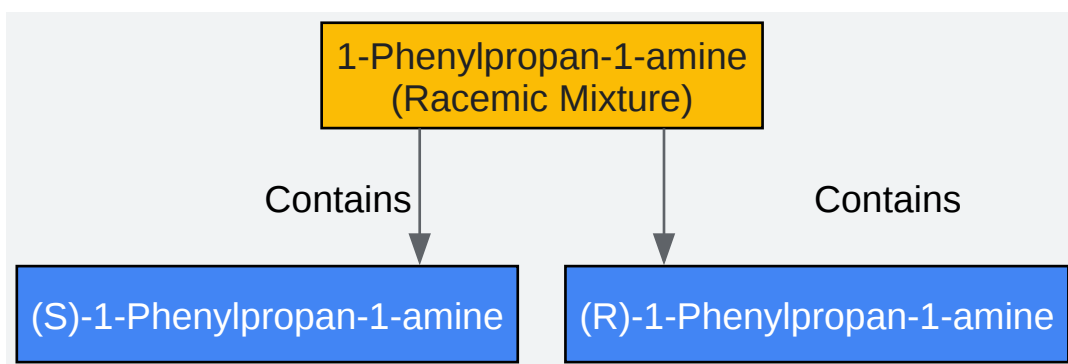 1-Phenylpropan-1-amine
(Racemic Mixture)
Contains
Contains
(S)-1-Phenylpropan-1-amine
(R)-1-Phenylpropan-1-amine